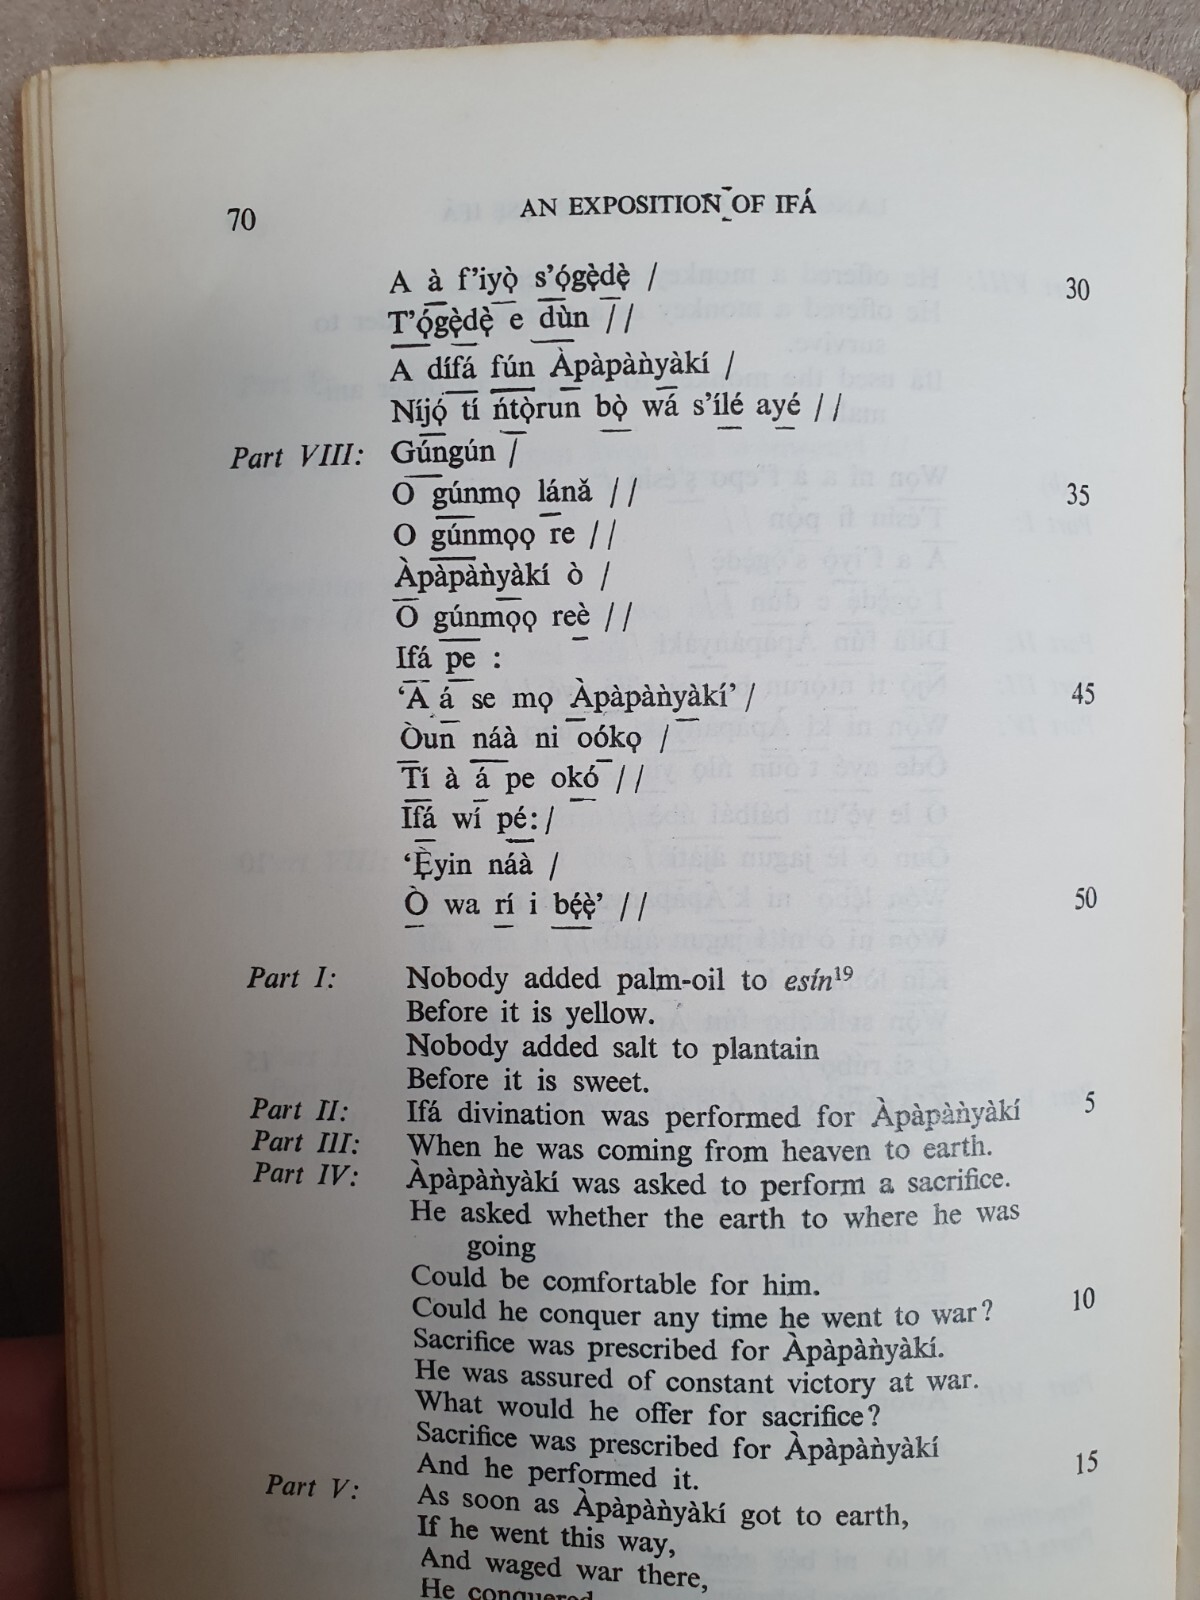 70 AN EXPOSITION OF IFÁ
A à f’iyọ̀ s’ọ́gẹ̀dẹ̀ / 30
T’ọ́gẹ̀dẹ̀ e dùn //
A dífá fún Àpàpàǹyàkí /
Níjọ́ tí ńtọ̀run bọ̀ wá s’ílé ayé //
Part VIII: Gúngún /
O gúnmọ lánǎ // 35
O gúnmọọ re //
Àpàpàǹyàkí ò /
O gúnmọọ reè //
Ifá pe :
‘A á se mọ Àpàpàǹyàkí’ / 45
Òun náà ni oókọ /
Tí à á pe okó //
Ifá wí pé: /
‘Ẹ̀yin náà /
Ò wa rí i bẹ́ẹ̀’ // 50
Part I: Nobody added palm-oil to esín¹⁹
Before it is yellow.
Nobody added salt to plantain
Before it is sweet.
Part II: Ifá divination was performed for Àpàpàǹyàkí 5
Part III: When he was coming from heaven to earth.
Part IV: Àpàpàǹyàkí was asked to perform a sacrifice.
He asked whether the earth to where he was
going
Could be comfortable for him.
Could he conquer any time he went to war? 10
Sacrifice was prescribed for Àpàpàǹyàkí.
He was assured of constant victory at war.
What would he offer for sacrifice?
Sacrifice was prescribed for Àpàpàǹyàkí
And he performed it. 15
Part V: As soon as Àpàpàǹyàkí got to earth,
If he went this way,
And waged war there,
He conquered